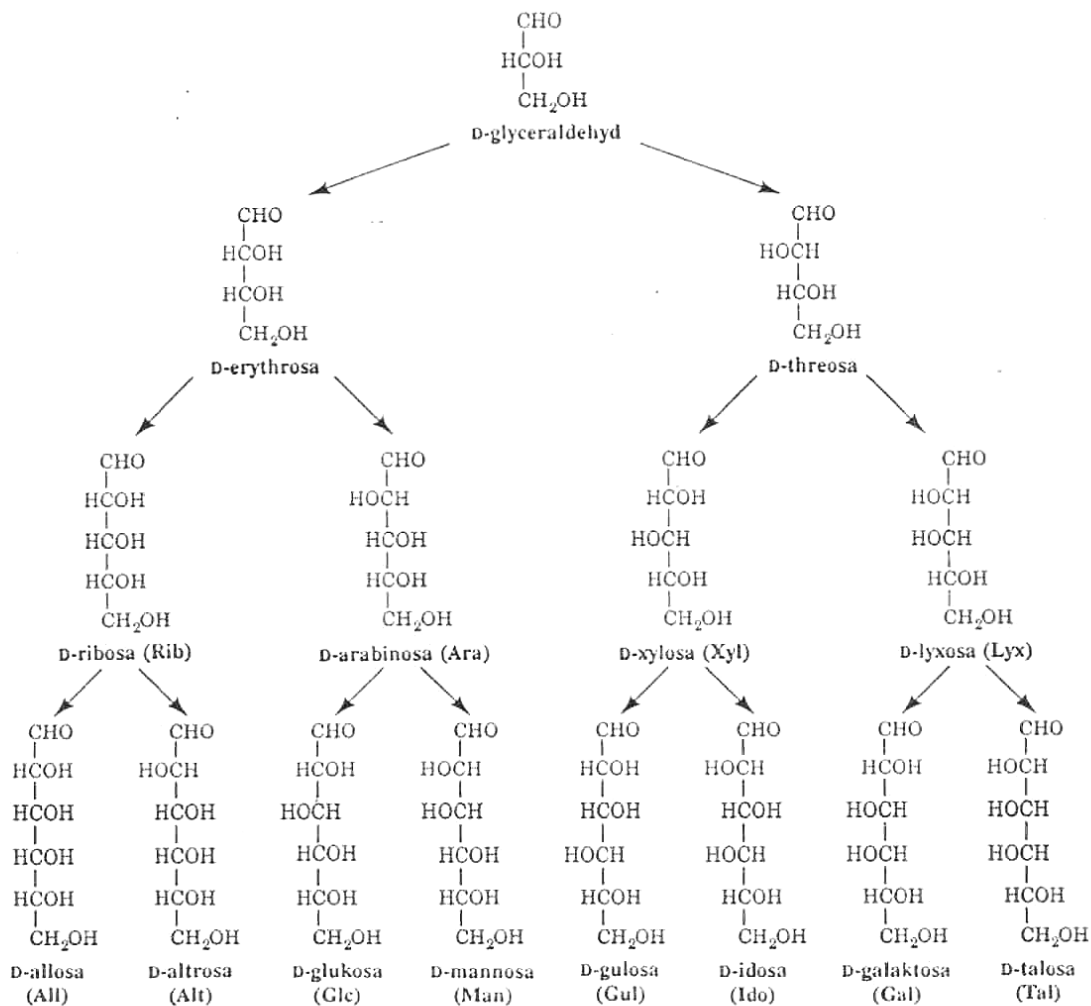 CHO
HCOH
CH₂OH
D-glyceraldehyd
CHO CHO
HCOH HOCH
HCOH HCOH
CH₂OH CH₂OH
D-erythrosa D-threosa
CHO CHO CHO CHO
HCOH HOCH HCOH HOCH
HCOH HCOH HOCH HOCH
HCOH HCOH HCOH HCOH
CH₂OH CH₂OH CH₂OH CH₂OH
D-ribosa (Rib) D-arabinosa (Ara) D-xylosa (Xyl) D-lyxosa (Lyx)
CHO CHO CHO CHO CHO CHO CHO CHO
HCOH HOCH HCOH HOCH HCOH HOCH HCOH HOCH
HCOH HCOH HOCH HOCH HCOH HCOH HOCH HOCH
HCOH HCOH HCOH HCOH HOCH HOCH HOCH HOCH
HCOH HCOH HCOH HCOH HCOH HCOH HCOH HCOH
CH₂OH CH₂OH CH₂OH CH₂OH CH₂OH CH₂OH CH₂OH CH₂OH
D-allosa D-altrosa D-glukosa D-mannosa D-gulosa D-idosa D-galaktosa D-talosa
(All) (Alt) (Glc) (Man) (Gul) (Ido) (Gal) (Tal)